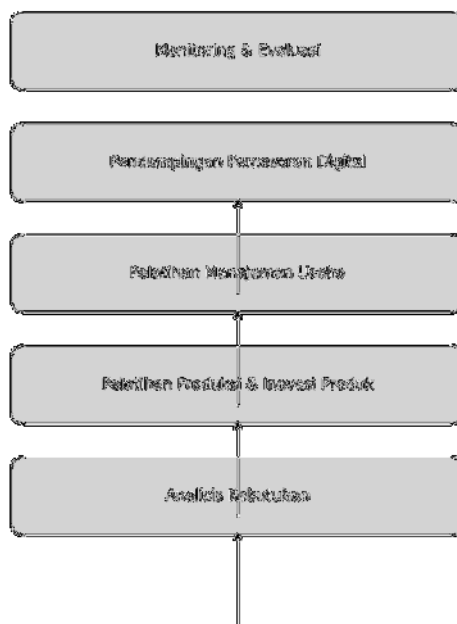 Monitoring & Evaluasi
Pendampingan Pemasaran Digital
Pelatihan Manajemen Usaha
Pelatihan Produksi & Inovasi Produk
Analisis Kebutuhan